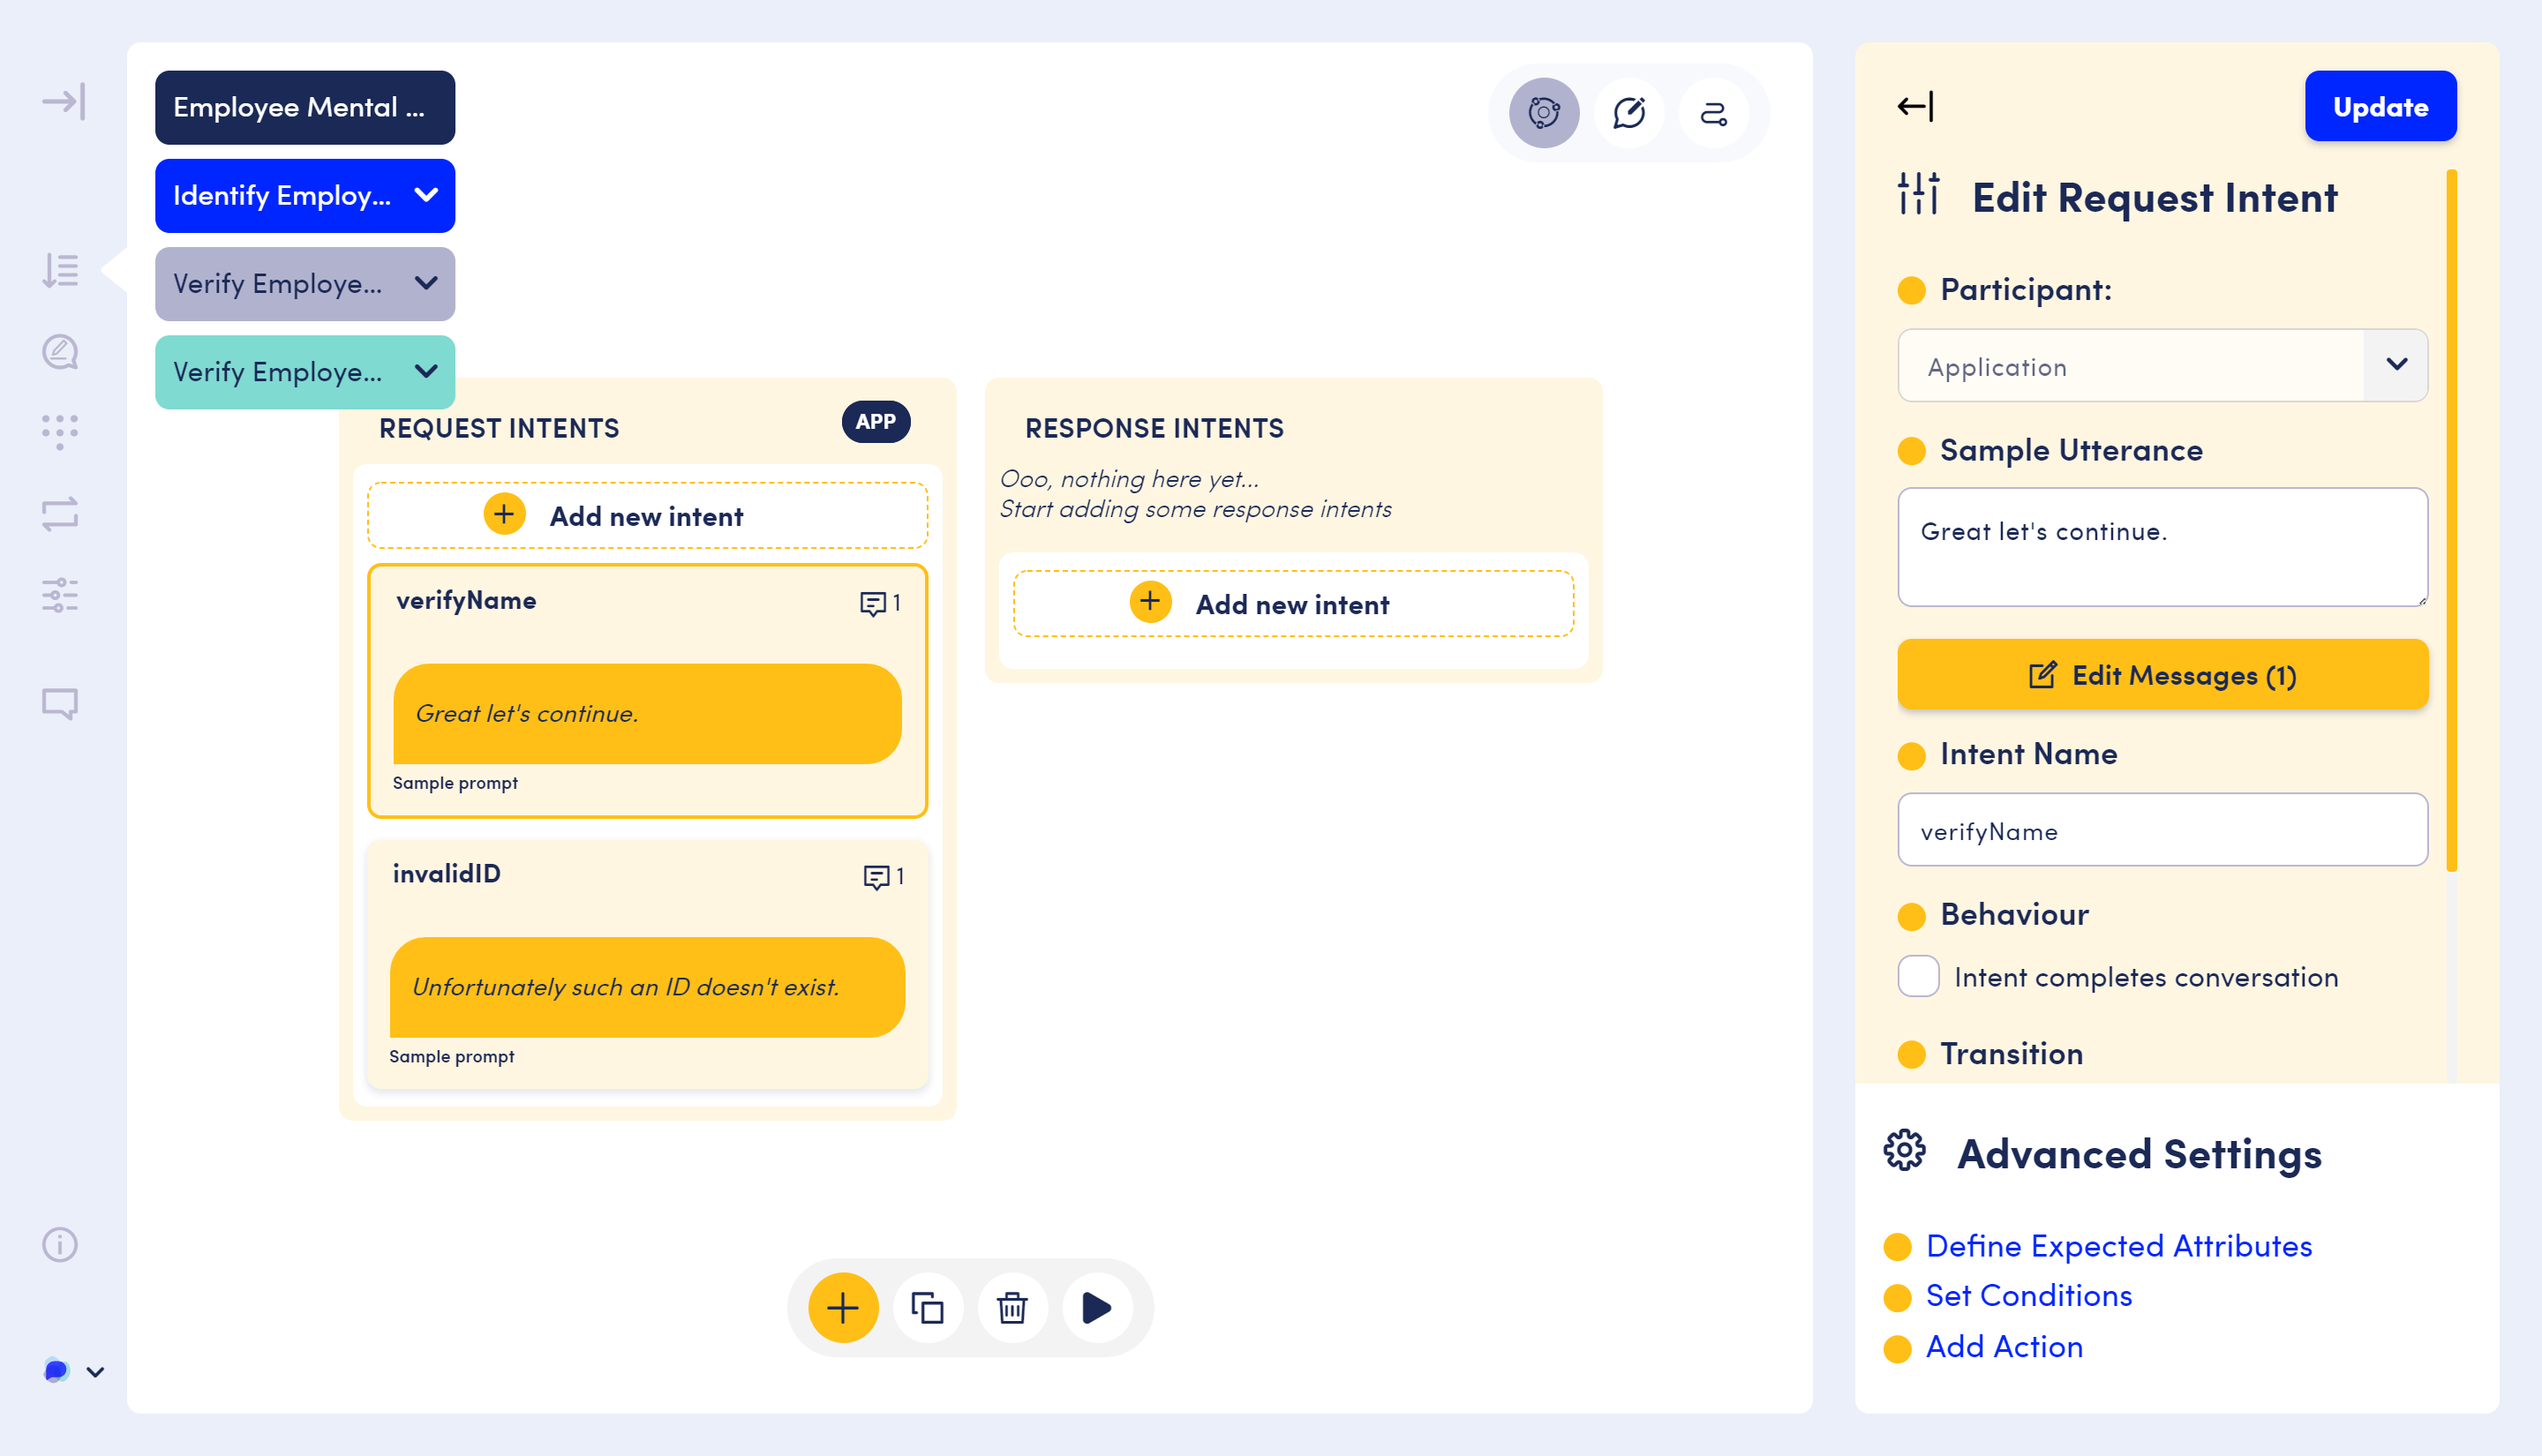 Employee Mental ...
Identify Employ...
Verify Employe...
Verify Employe...
REQUEST INTENTS
APP
Add new intent
verifyName
1
Great let's continue.
Sample prompt
invalidID
1
Unfortunately such an ID doesn't exist.
Sample prompt
RESPONSE INTENTS
Ooo, nothing here yet...
Start adding some response intents
Add new intent
Update
Edit Request Intent
Participant:
Application
Sample Utterance
Great let's continue.
Edit Messages (1)
Intent Name
verifyName
Behaviour
Intent completes conversation
Transition
Advanced Settings
Define Expected Attributes
Set Conditions
Add Action